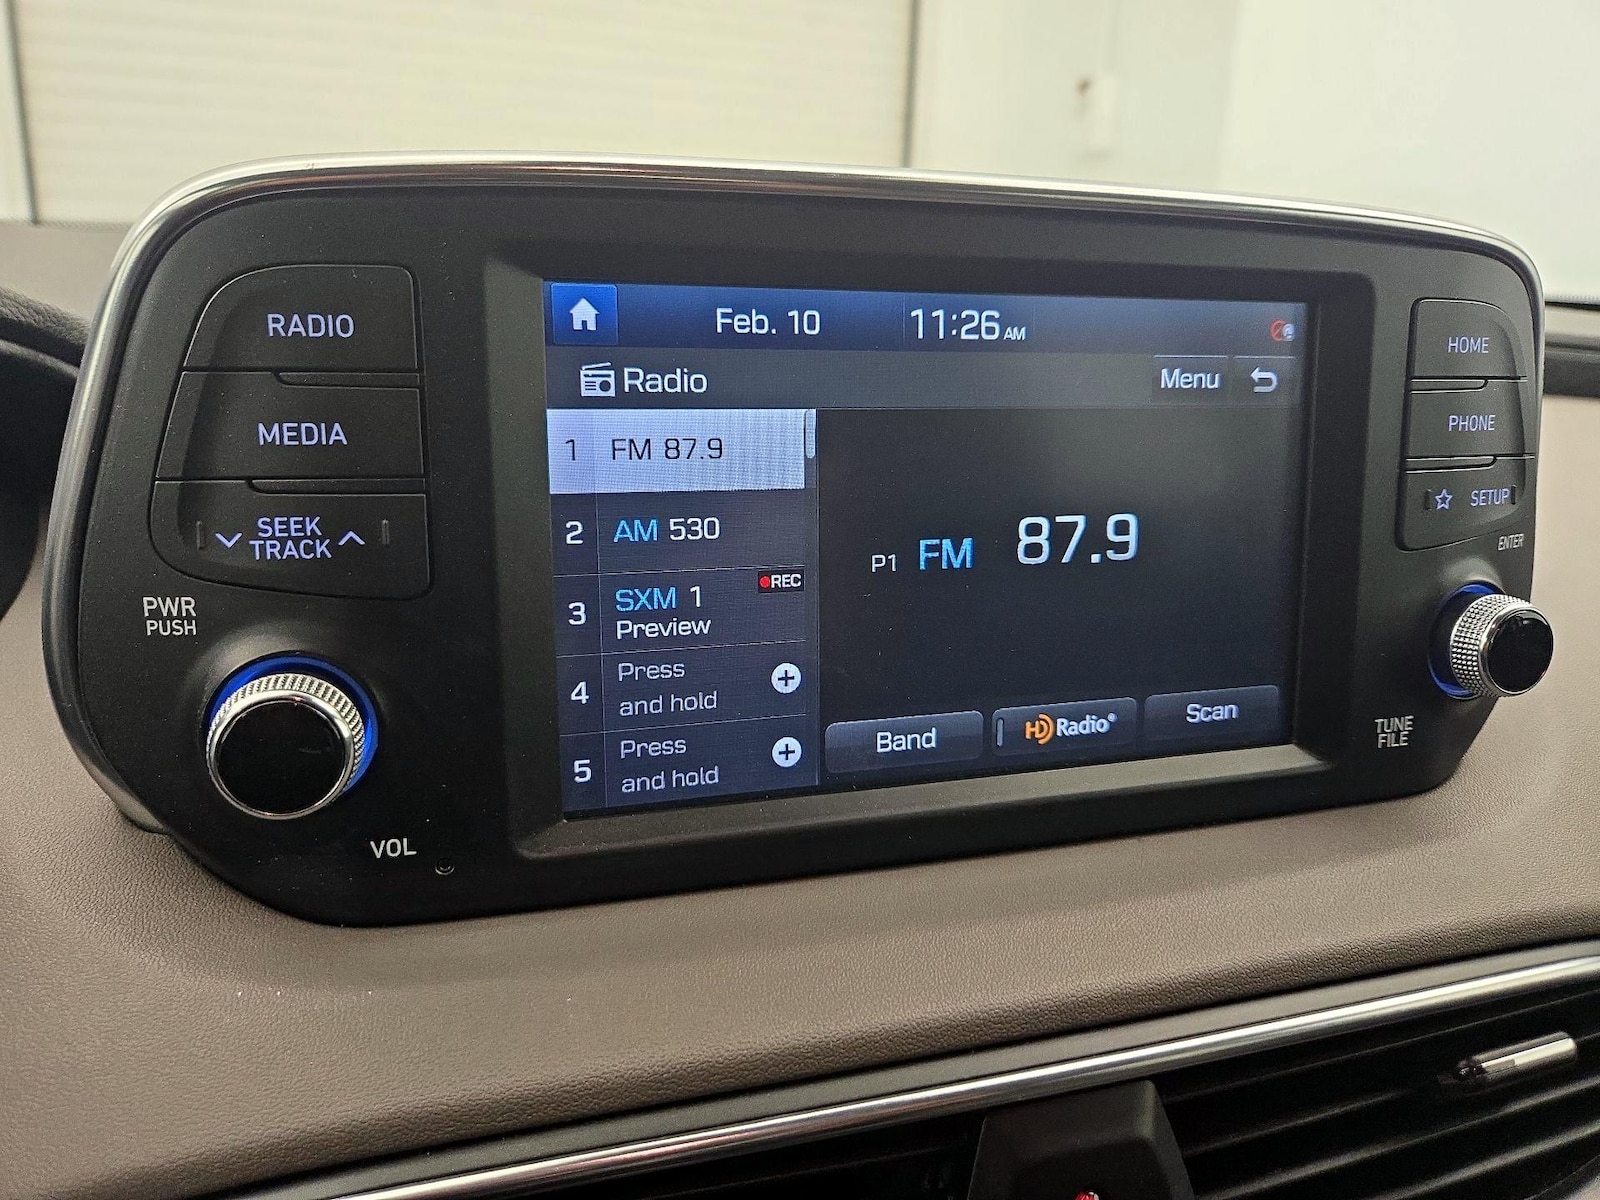 RADIO
MEDIA
SEEK
TRACK
PWR
PUSH
VOL
Feb. 10 11:26 AM
Radio
Menu
1 FM 87.9
2 AM 530
REC
3 SXM 1
Preview
4 Press
and hold
5 Press
and hold
P1 FM 87.9
Band
HD Radio®
Scan
HOME
PHONE
SETUP
ENTER
TUNE
FILE